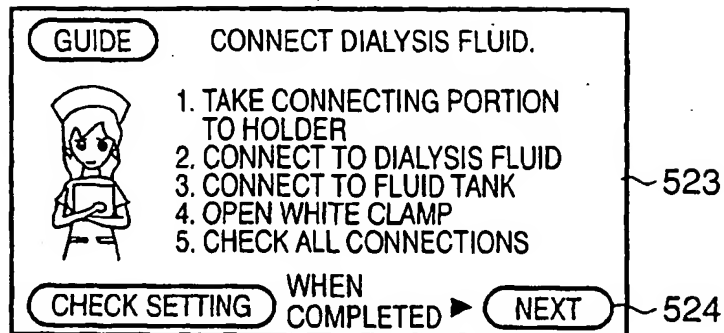 GUIDE CONNECT DIALYSIS FLUID.
1. TAKE CONNECTING PORTION
TO HOLDER
2. CONNECT TO DIALYSIS FLUID
3. CONNECT TO FLUID TANK
4. OPEN WHITE CLAMP
5. CHECK ALL CONNECTIONS
523
CHECK SETTING WHEN
COMPLETED ► NEXT 524